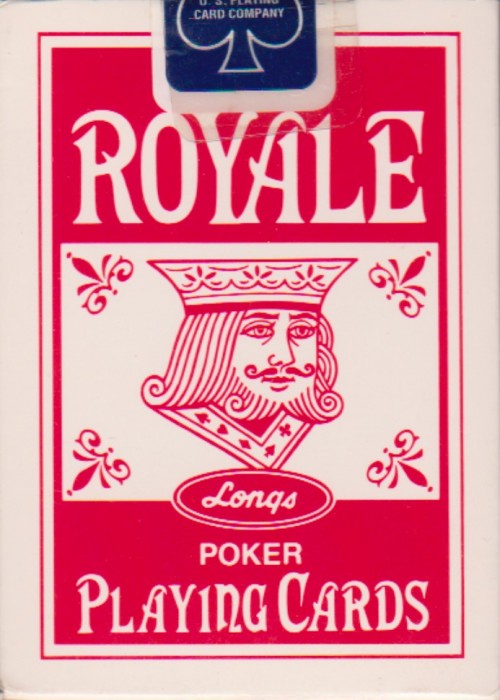 U. S. PLAYING
CARD COMPANY
ROYALE
Longs
POKER
PLAYING CARDS